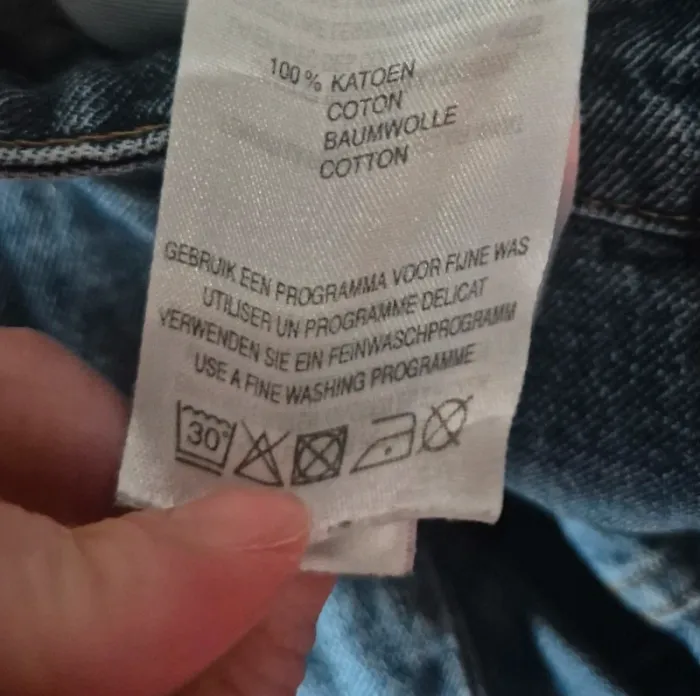 100 % KATOEN
COTON
BAUMWOLLE
COTTON
GEBRUIK EEN PROGRAMMA VOOR FIJNE WAS
UTILISER UN PROGRAMME DELICAT
VERWENDEN SIE EIN FEINWASCHPROGRAMM
USE A FINE WASHING PROGRAMME
30°